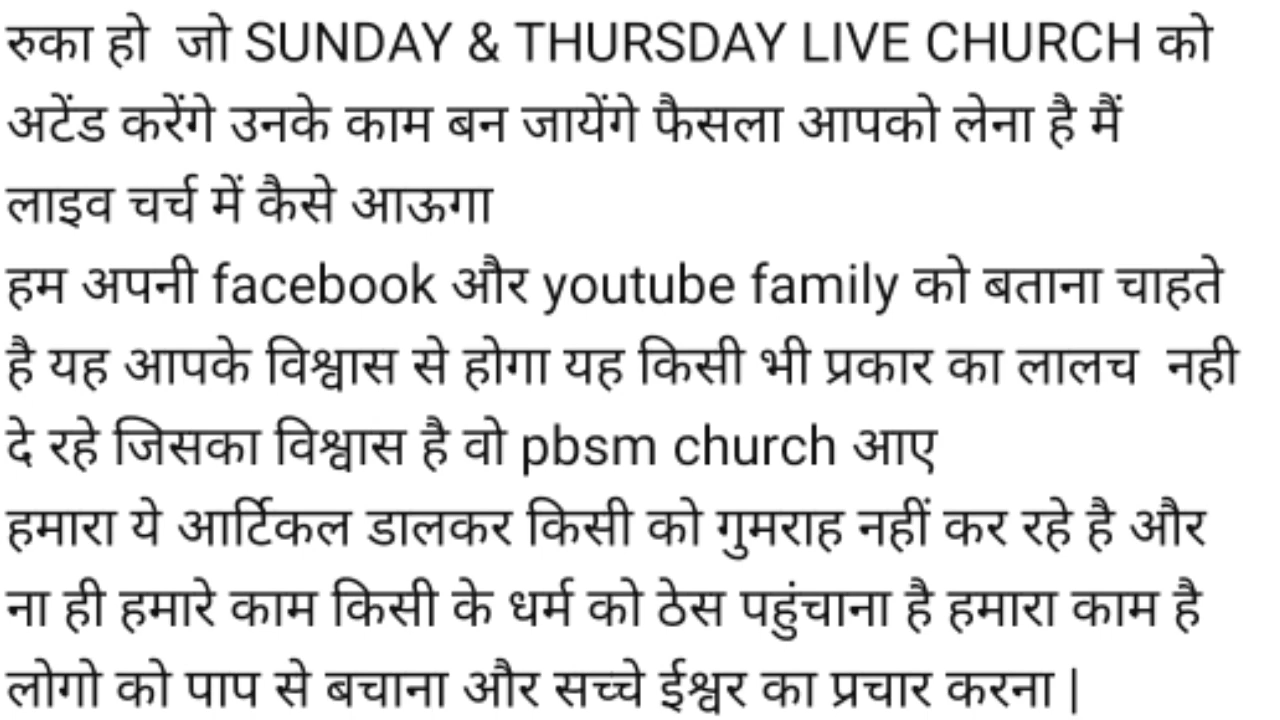 रुका हो  जो SUNDAY & THURSDAY LIVE CHURCH को
अटेंड करेंगे उनके काम बन जायेंगे फैसला आपको लेना है मैं
लाइव चर्च में कैसे आऊगा
हम अपनी facebook और youtube family को बताना चाहते
है यह आपके विश्वास से होगा यह किसी भी प्रकार का लालच  नही
दे रहे जिसका विश्वास है वो pbsm church आए
हमारा ये आर्टिकल डालकर किसी को गुमराह नहीं कर रहे है और
ना ही हमारे काम किसी के धर्म को ठेस पहुंचाना है हमारा काम है
लोगो को पाप से बचाना और सच्चे ईश्वर का प्रचार करना |